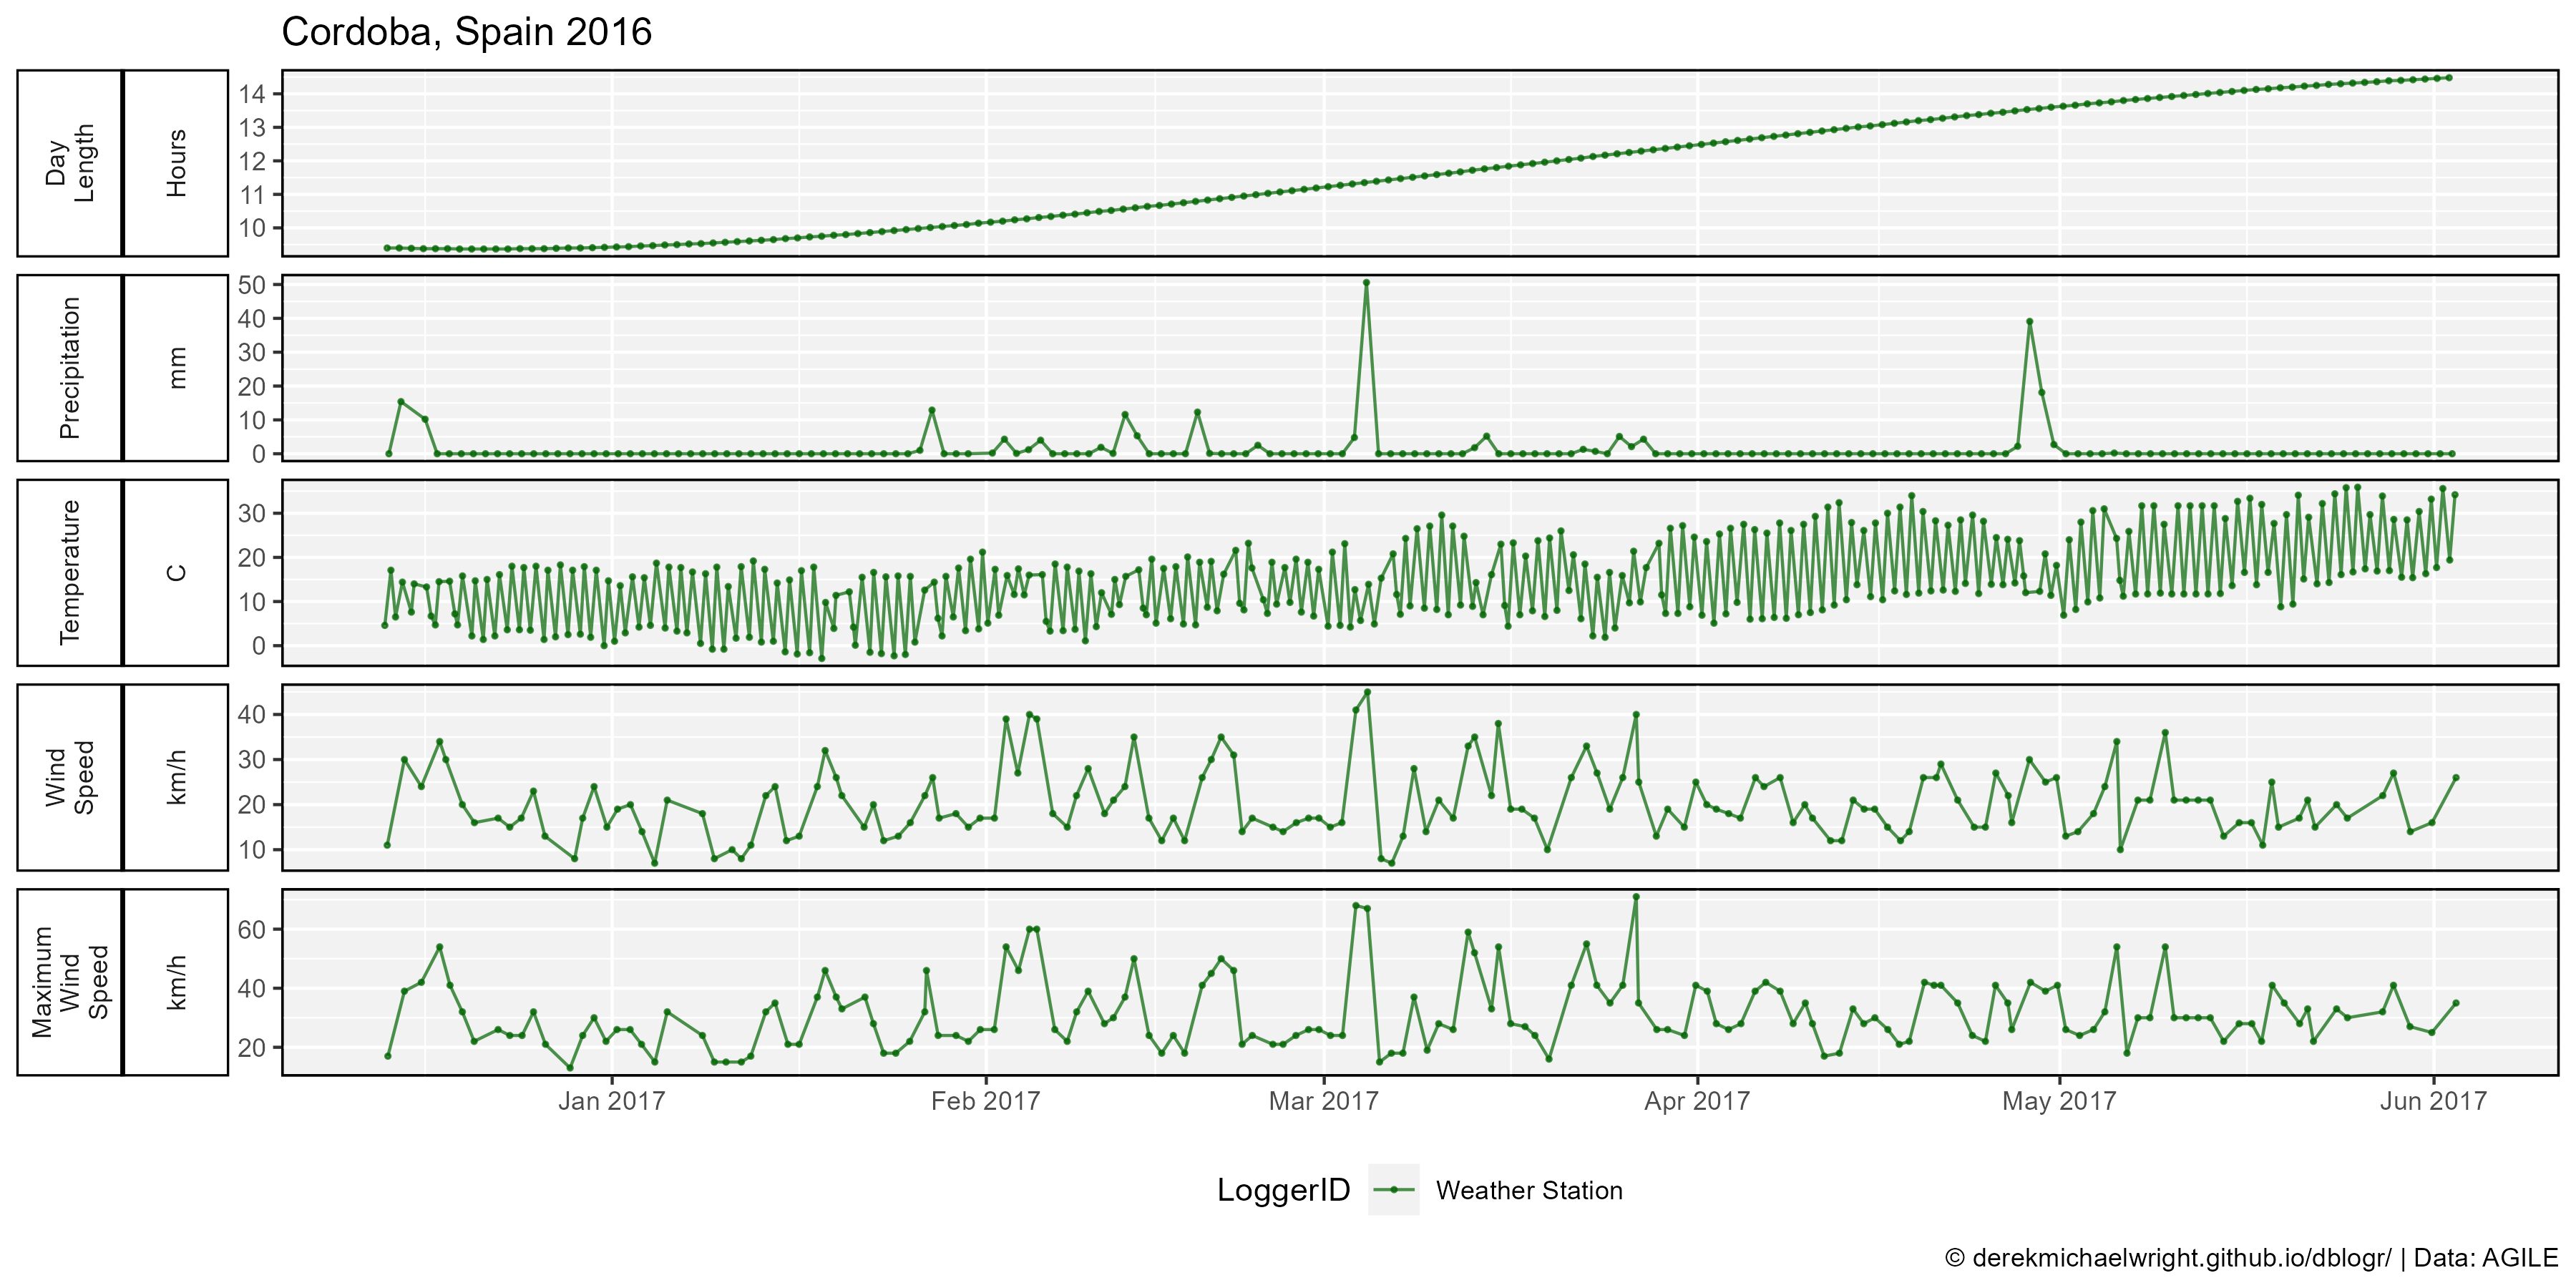 Cordoba, Spain 2016
Day
Length
Hours
14
13
12
11
10
Precipitation
mm
50
40
30
20
10
0
Temperature
C
30
20
10
0
Wind
Speed
km/h
40
30
20
10
Maximum
Wind
Speed
km/h
60
40
20
Jan 2017
Feb 2017
Mar 2017
Apr 2017
May 2017
Jun 2017
LoggerID
Weather Station
© derekmichaelwright.github.io/dblogr/ | Data: AGILE